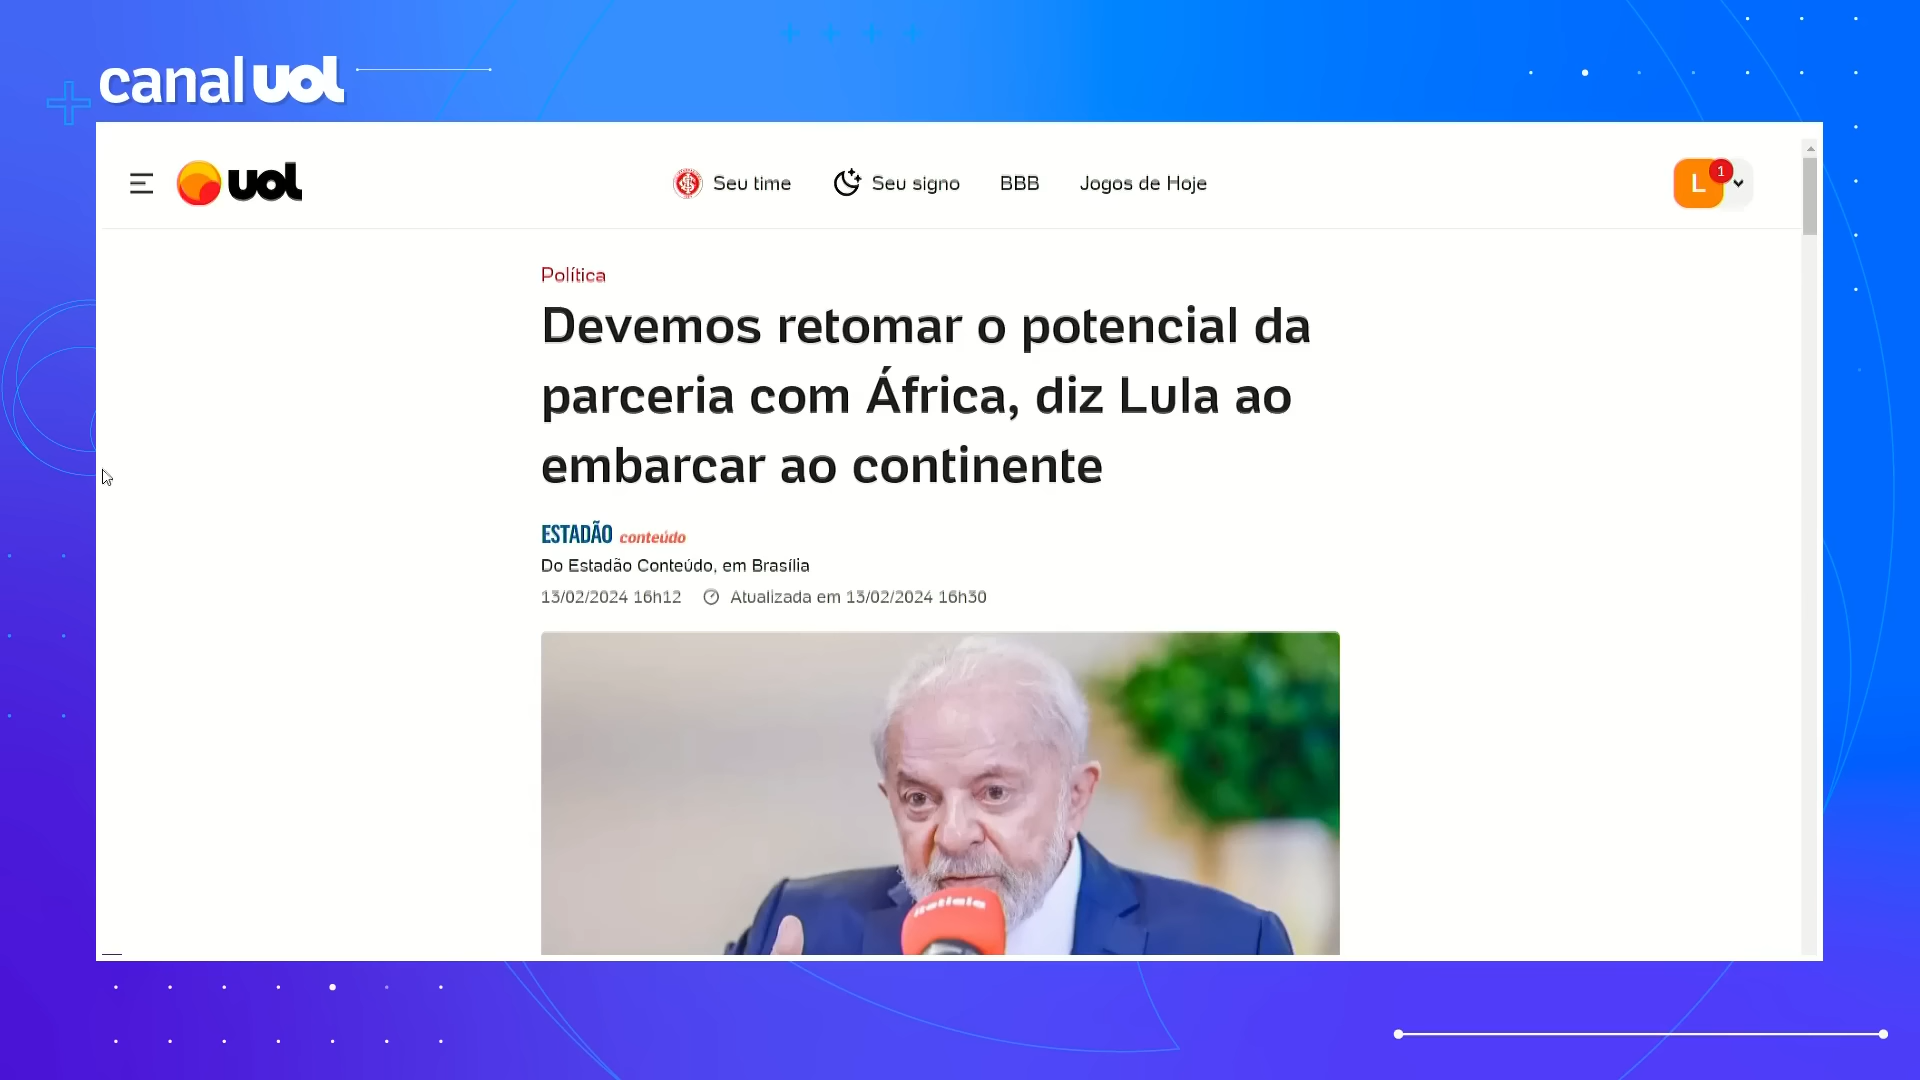 canal uol
uol
Seu time
Seu signo
BBB
Jogos de Hoje
L
1
Política
Devemos retomar o potencial da
parceria com África, diz Lula ao
embarcar ao continente
ESTADÃO conteúdo
Do Estadão Conteúdo, em Brasília
13/02/2024 16h12
Atualizada em 13/02/2024 16h30
itatiaia